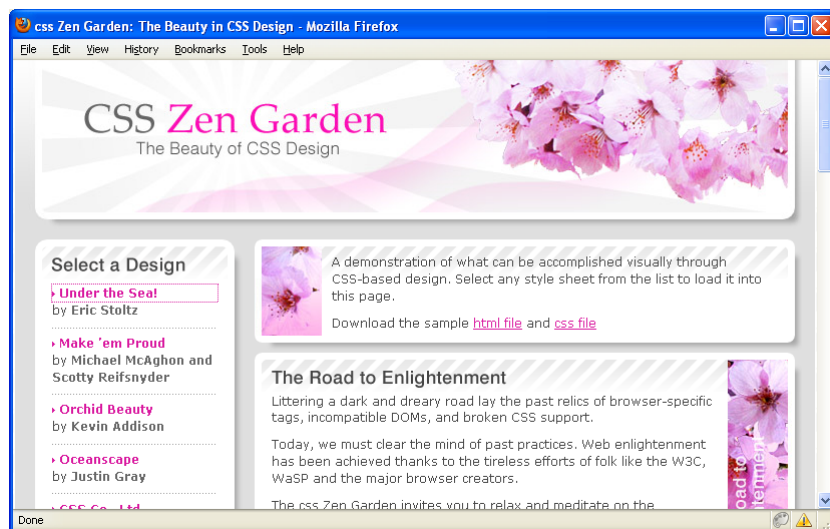 css Zen Garden: The Beauty in CSS Design - Mozilla Firefox
File Edit View History Bookmarks Tools Help
CSS Zen Garden
The Beauty of CSS Design
Select a Design
Under the Sea!
by Eric Stoltz
Make 'em Proud
by Michael McAghon and
Scotty Reifsnyder
Orchid Beauty
by Kevin Addison
Oceanscape
by Justin Gray
CSS Co., Ltd.
A demonstration of what can be accomplished visually through
CSS-based design. Select any style sheet from the list to load it into
this page.
Download the sample html file and css file
The Road to Enlightenment
Littering a dark and dreary road lay the past relics of browser-specific
tags, incompatible DOMs, and broken CSS support.
Today, we must clear the mind of past practices. Web enlightenment
has been achieved thanks to the tireless efforts of folk like the W3C,
WaSP and the major browser creators.
The css Zen Garden invites you to relax and meditate on the
oad to
tenment
Done